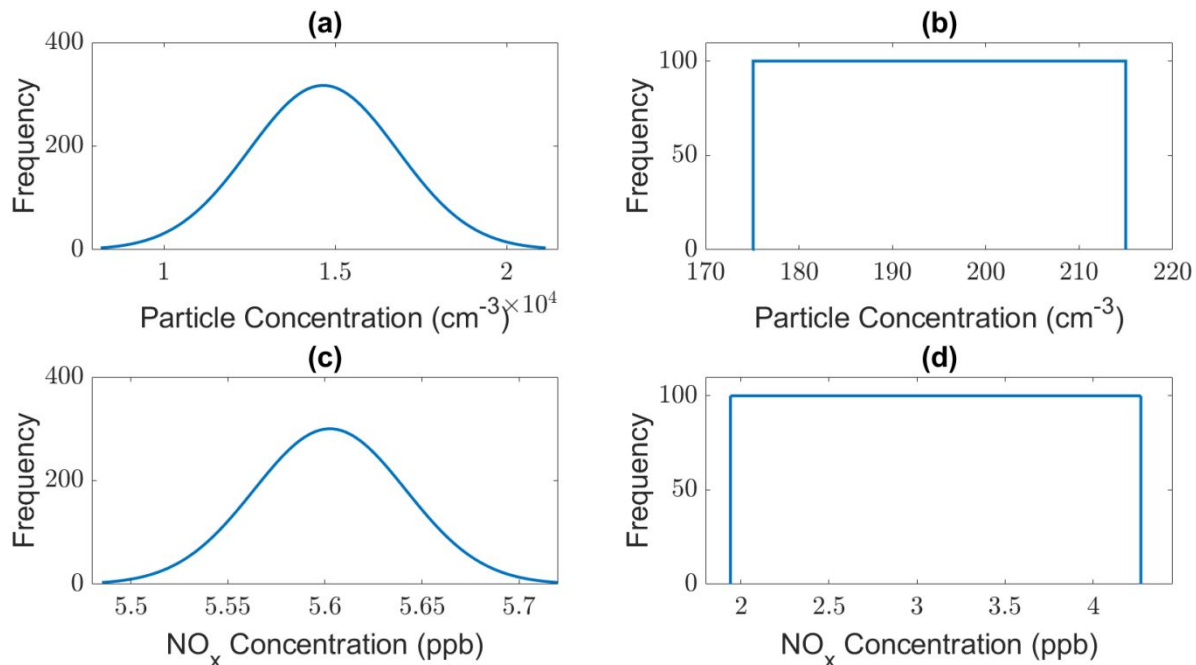 (a)
400
200
0
Frequency
1
1.5
2
Particle Concentration (cm-3)
×10^4
(b)
100
50
0
Frequency
170
180
190
200
210
220
Particle Concentration (cm-3)
(c)
400
200
0
Frequency
5.5
5.55
5.6
5.65
5.7
NOx Concentration (ppb)
(d)
100
50
0
Frequency
2
2.5
3
3.5
4
NOx Concentration (ppb)